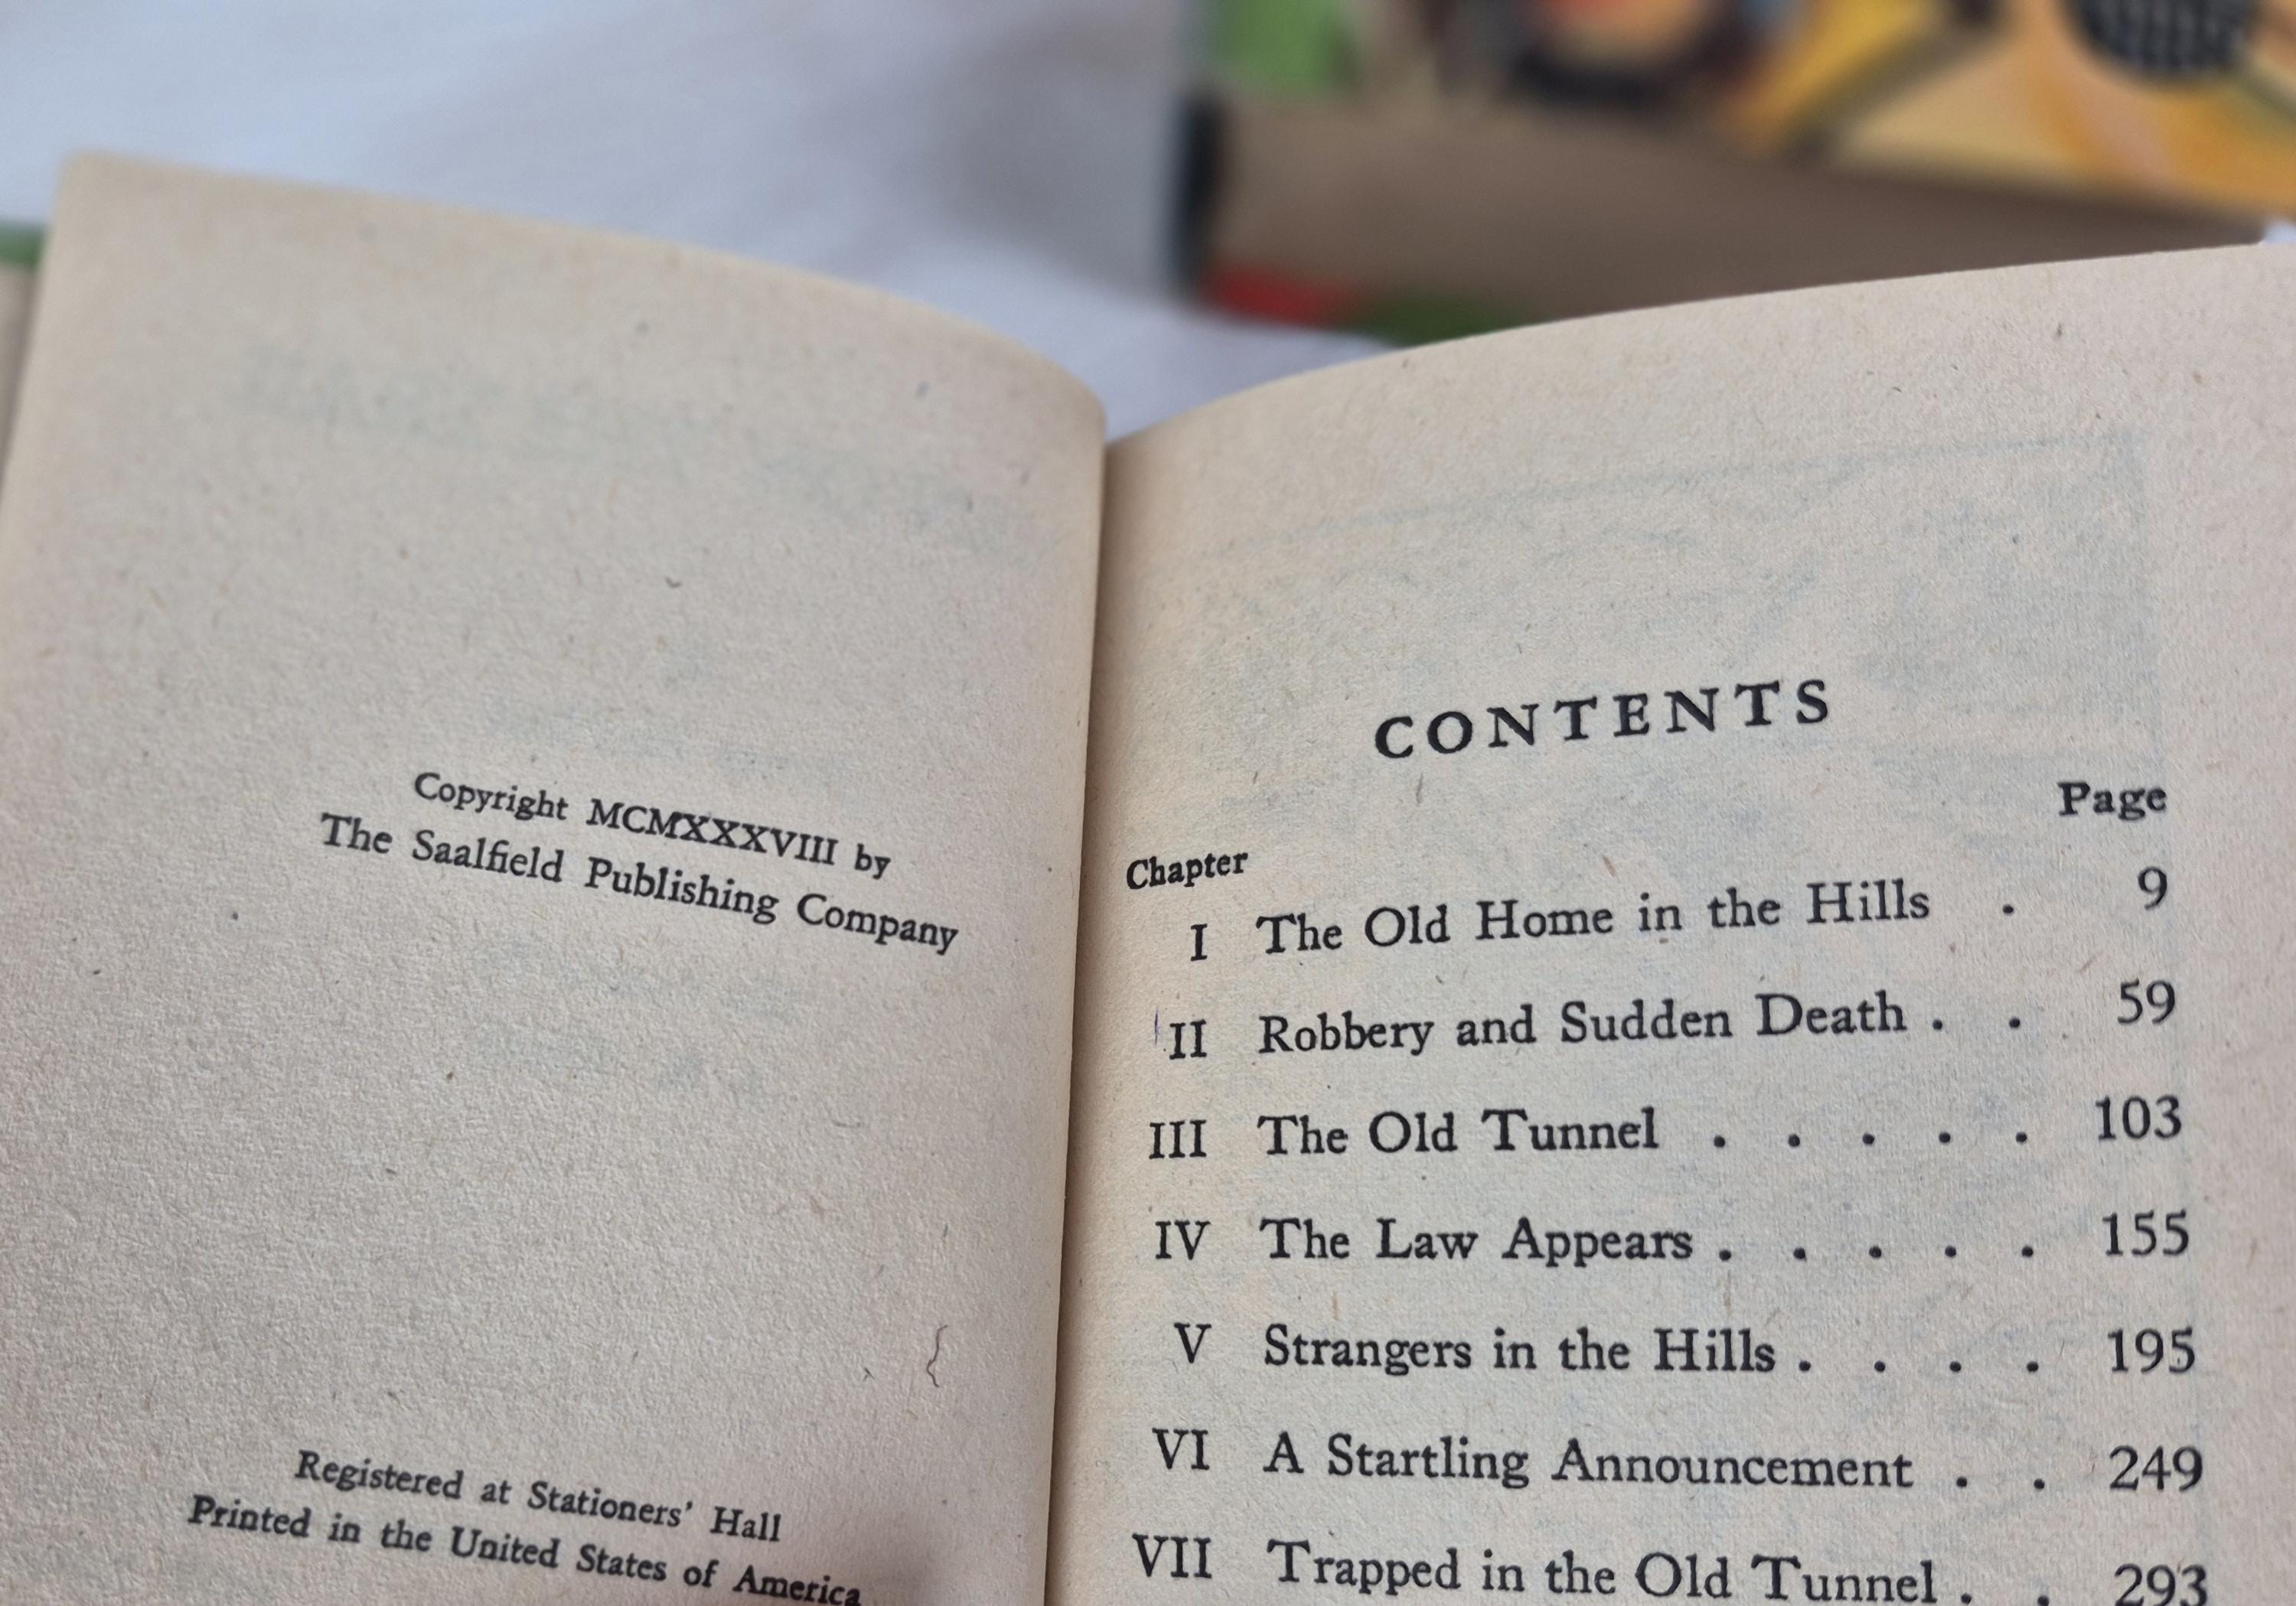 Copyright MCMXXXVIII by
The Saalfield Publishing Company
Registered at Stationers' Hall
Printed in the United States of America
CONTENTS
Page
Chapter
I The Old Home in the Hills . 9
II Robbery and Sudden Death . . 59
III The Old Tunnel . . . . . 103
IV The Law Appears . . . . . 155
V Strangers in the Hills . . . . 195
VI A Startling Announcement . . 249
VII Trapped in the Old Tunnel . . 293